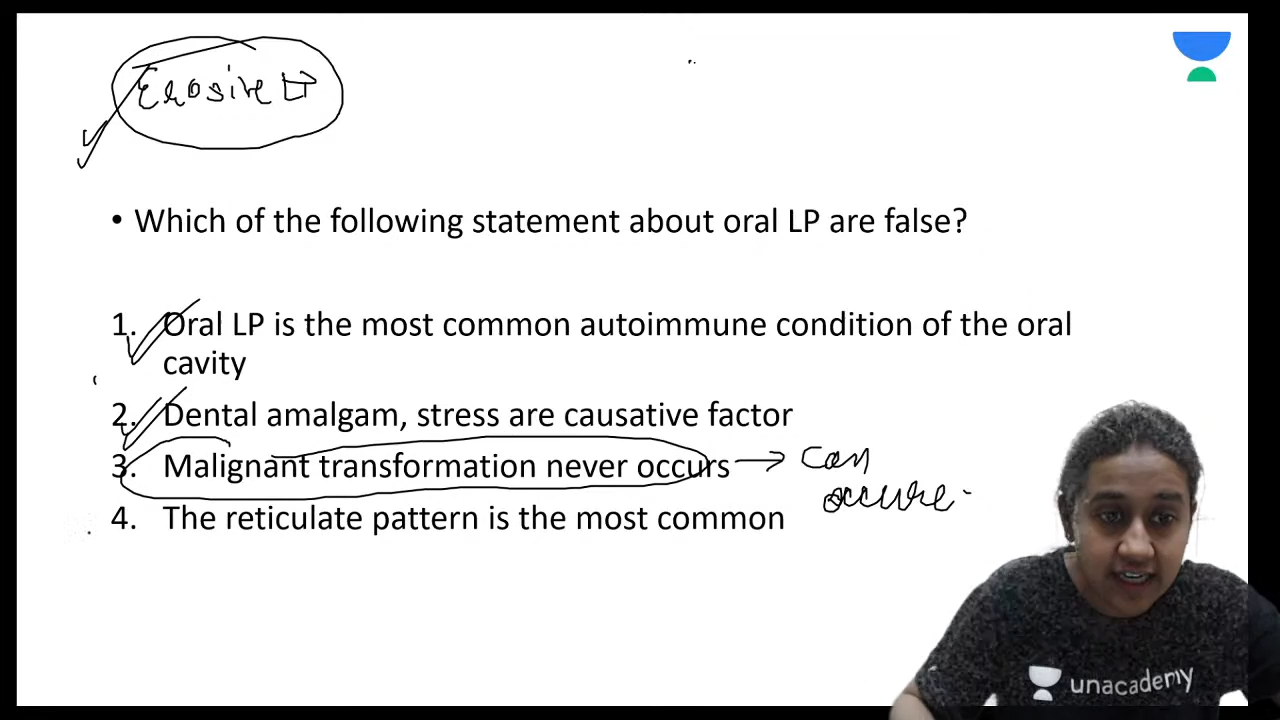 Erosive LP
• Which of the following statement about oral LP are false?
1. Oral LP is the most common autoimmune condition of the oral
cavity
2. Dental amalgam, stress are causative factor
3. Malignant transformation never occurs → can
occure.
4. The reticulate pattern is the most common
unacademy